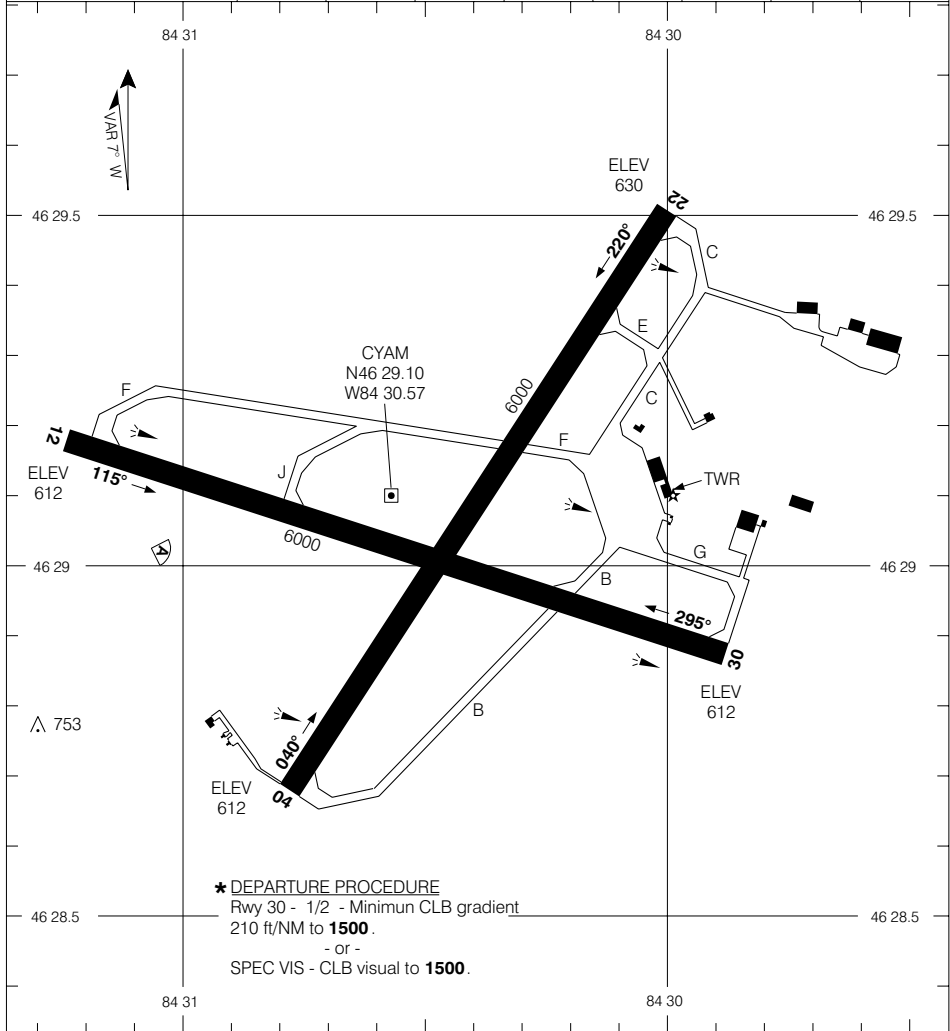 84 31
84 30
VAR 7° W
ELEV
630
22
46 29.5
46 29.5
220°
C
E
CYAM
N46 29.10
W84 30.57
6000
F
C
12
F
ELEV
612
115°
J
TWR
6000
A
46 29
G
46 29
B
295°
30
ELEV
612
B
753
040°
ELEV
612
04
* DEPARTURE PROCEDURE
Rwy 30 - 1/2 - Minimun CLB gradient
46 28.5
46 28.5
210 ft/NM to 1500.
- or -
SPEC VIS - CLB visual to 1500.
84 31
84 30